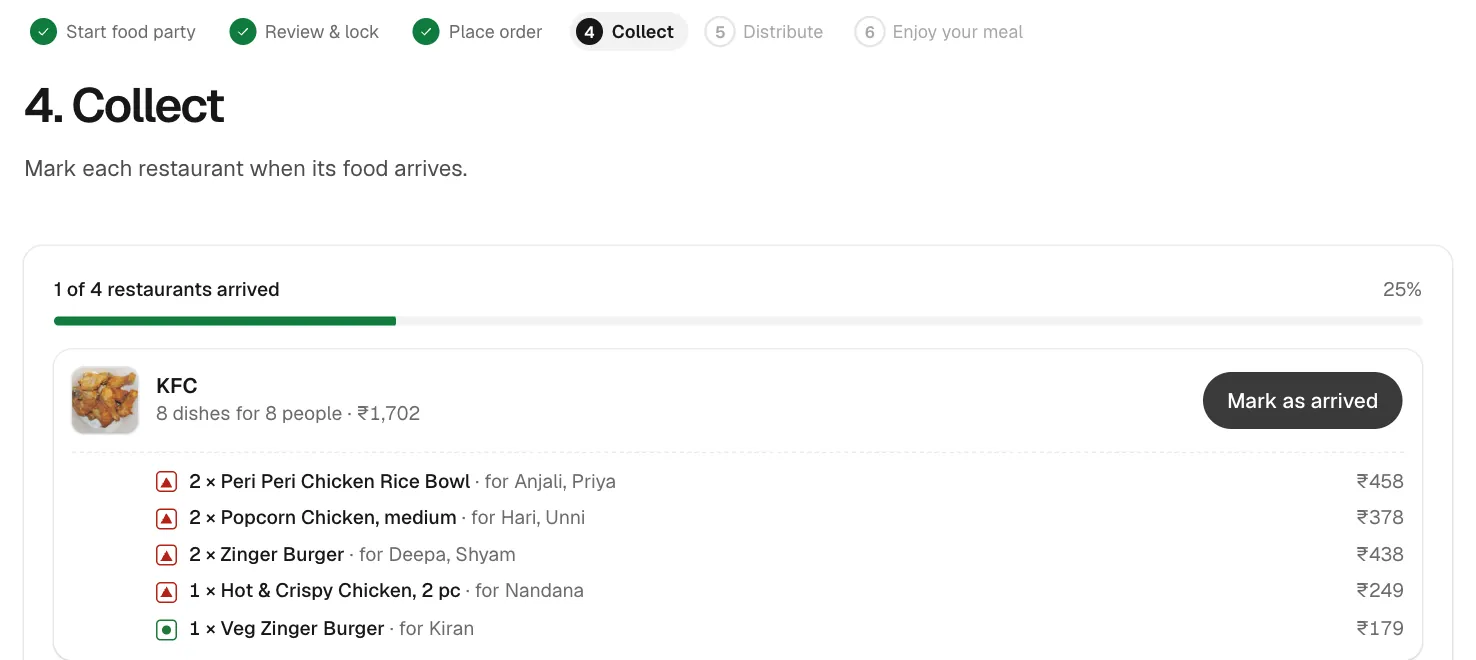 Start food party
Review & lock
Place order
4 Collect
5 Distribute
6 Enjoy your meal
4. Collect
Mark each restaurant when its food arrives.
1 of 4 restaurants arrived 25%
KFC
8 dishes for 8 people · ₹1,702
Mark as arrived
2 × Peri Peri Chicken Rice Bowl · for Anjali, Priya ₹458
2 × Popcorn Chicken, medium · for Hari, Unni ₹378
2 × Zinger Burger · for Deepa, Shyam ₹438
1 × Hot & Crispy Chicken, 2 pc · for Nandana ₹249
1 × Veg Zinger Burger · for Kiran ₹179